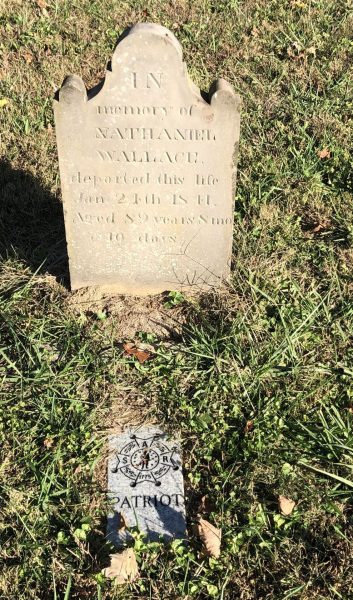 IN
memory of
NATHANIEL
WALLACE,
departed this life
Jan. 24th 1841.
Aged 89 years 8 mo
10 days.
PATRIOT